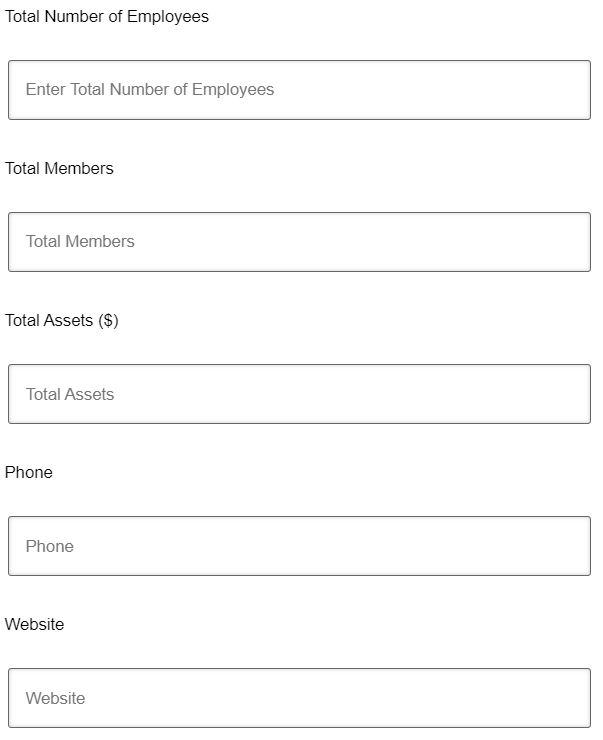 Total Number of Employees
Enter Total Number of Employees
Total Members
Total Members
Total Assets ($)
Total Assets
Phone
Phone
Website
Website